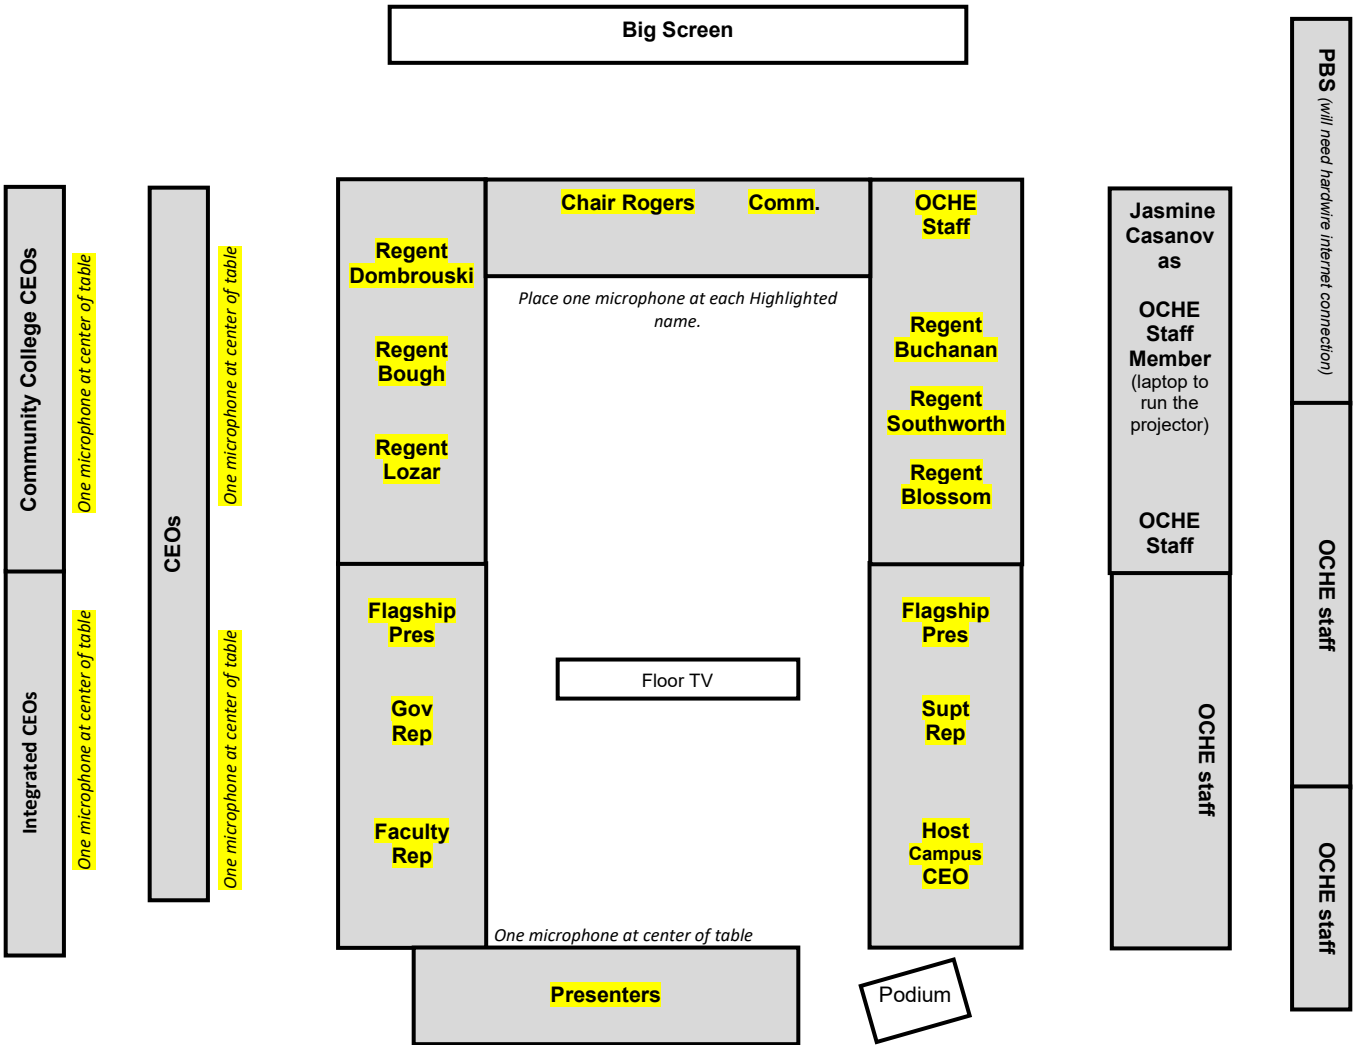 Big Screen
Community College CEOs
One microphone at center of table
Integrated CEOs
One microphone at center of table
CEOs
One microphone at center of table
One microphone at center of table
Regent
Dombrouski
Regent
Bough
Regent
Lozar
Flagship
Pres
Gov
Rep
Faculty
Rep
Chair Rogers Comm.
Place one microphone at each Highlighted
name.
Floor TV
One microphone at center of table
Presenters
OCHE
Staff
Regent
Buchanan
Regent
Southworth
Regent
Blossom
Flagship
Pres
Supt
Rep
Host
Campus
CEO
Podium
Jasmine
Casanov
as
OCHE
Staff
Member
(laptop to
run the
projector)
OCHE
Staff
OCHE staff
PBS (will need hardwire internet connection)
OCHE staff
OCHE staff